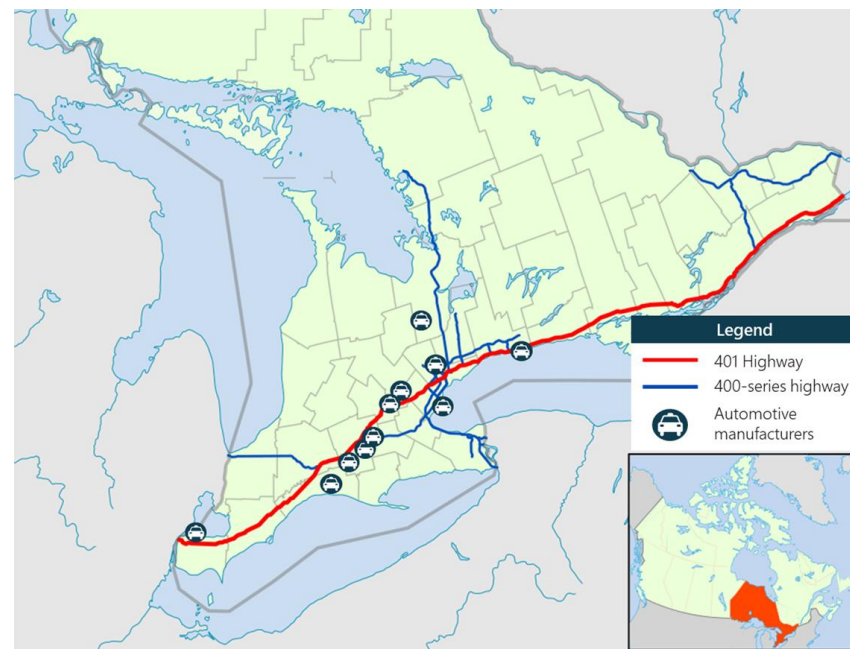 Legend
401 Highway
400-series highway
Automotive
manufacturers